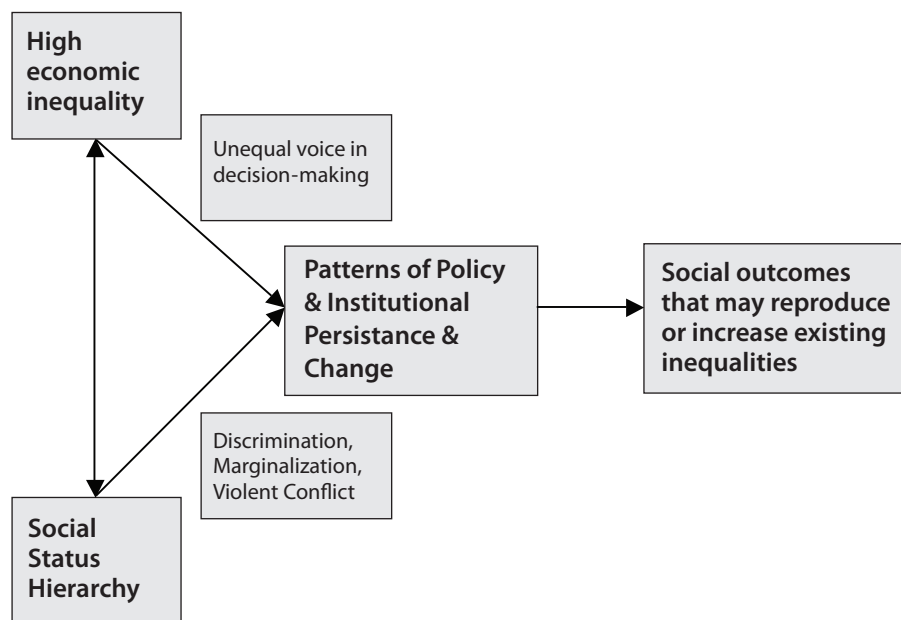 High
economic
inequality
Unequal voice in
decision-making
Patterns of Policy
& Institutional
Persistance &
Change
Social outcomes
that may reproduce
or increase existing
inequalities
Discrimination,
Marginalization,
Violent Conflict
Social
Status
Hierarchy